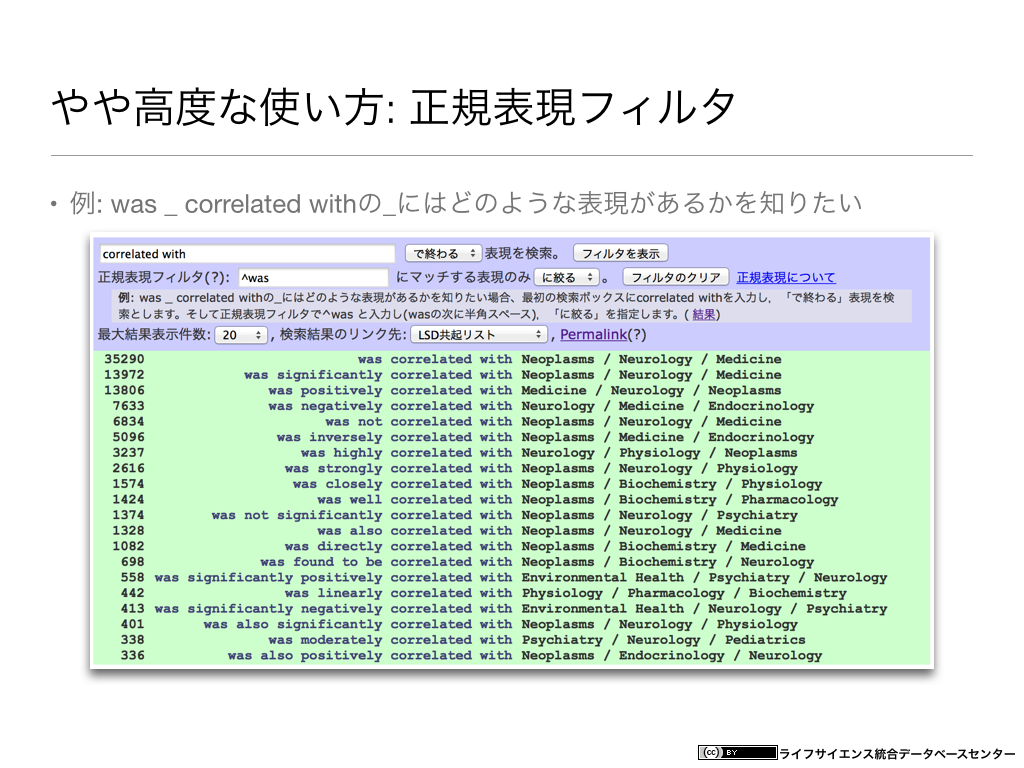 やや高度な使い方: 正規表現フィルタ
• 例: was _ correlated withの_にはどのような表現があるかを知りたい
correlated with で終わる 表現を検索。 フィルタを表示
正規表現フィルタ(?): ^was にマッチする表現のみ に絞る 。 フィルタのクリア 正規表現について
例: was _ correlated withの_にはどのような表現があるかを知りたい場合、最初の検索ボックスにcorrelated withを入力し, 「で終わる」表現を検
索とします。そして正規表現フィルタで^was と入力し(wasの次に半角スペース), 「に絞る」を指定します。( 結果)
最大結果表示件数: 20 , 検索結果のリンク先: LSD共起リスト , Permalink(?)
35290 was correlated with Neoplasms / Neurology / Medicine
13972 was significantly correlated with Neoplasms / Neurology / Medicine
13806 was positively correlated with Medicine / Neurology / Neoplasms
7633 was negatively correlated with Neurology / Medicine / Endocrinology
6834 was not correlated with Neoplasms / Neurology / Medicine
5096 was inversely correlated with Neoplasms / Medicine / Endocrinology
3237 was highly correlated with Neurology / Physiology / Neoplasms
2616 was strongly correlated with Neoplasms / Neurology / Physiology
1574 was closely correlated with Neoplasms / Biochemistry / Physiology
1424 was well correlated with Neoplasms / Biochemistry / Pharmacology
1374 was not significantly correlated with Neoplasms / Neurology / Psychiatry
1328 was also correlated with Neoplasms / Neurology / Medicine
1082 was directly correlated with Neoplasms / Biochemistry / Medicine
698 was found to be correlated with Neoplasms / Biochemistry / Neurology
558 was significantly positively correlated with Environmental Health / Psychiatry / Neurology
442 was linearly correlated with Physiology / Pharmacology / Biochemistry
413 was significantly negatively correlated with Environmental Health / Neurology / Psychiatry
401 was also significantly correlated with Neoplasms / Neurology / Physiology
338 was moderately correlated with Psychiatry / Neurology / Pediatrics
336 was also positively correlated with Neoplasms / Endocrinology / Neurology
(cc) BY ライフサイエンス統合データベースセンター